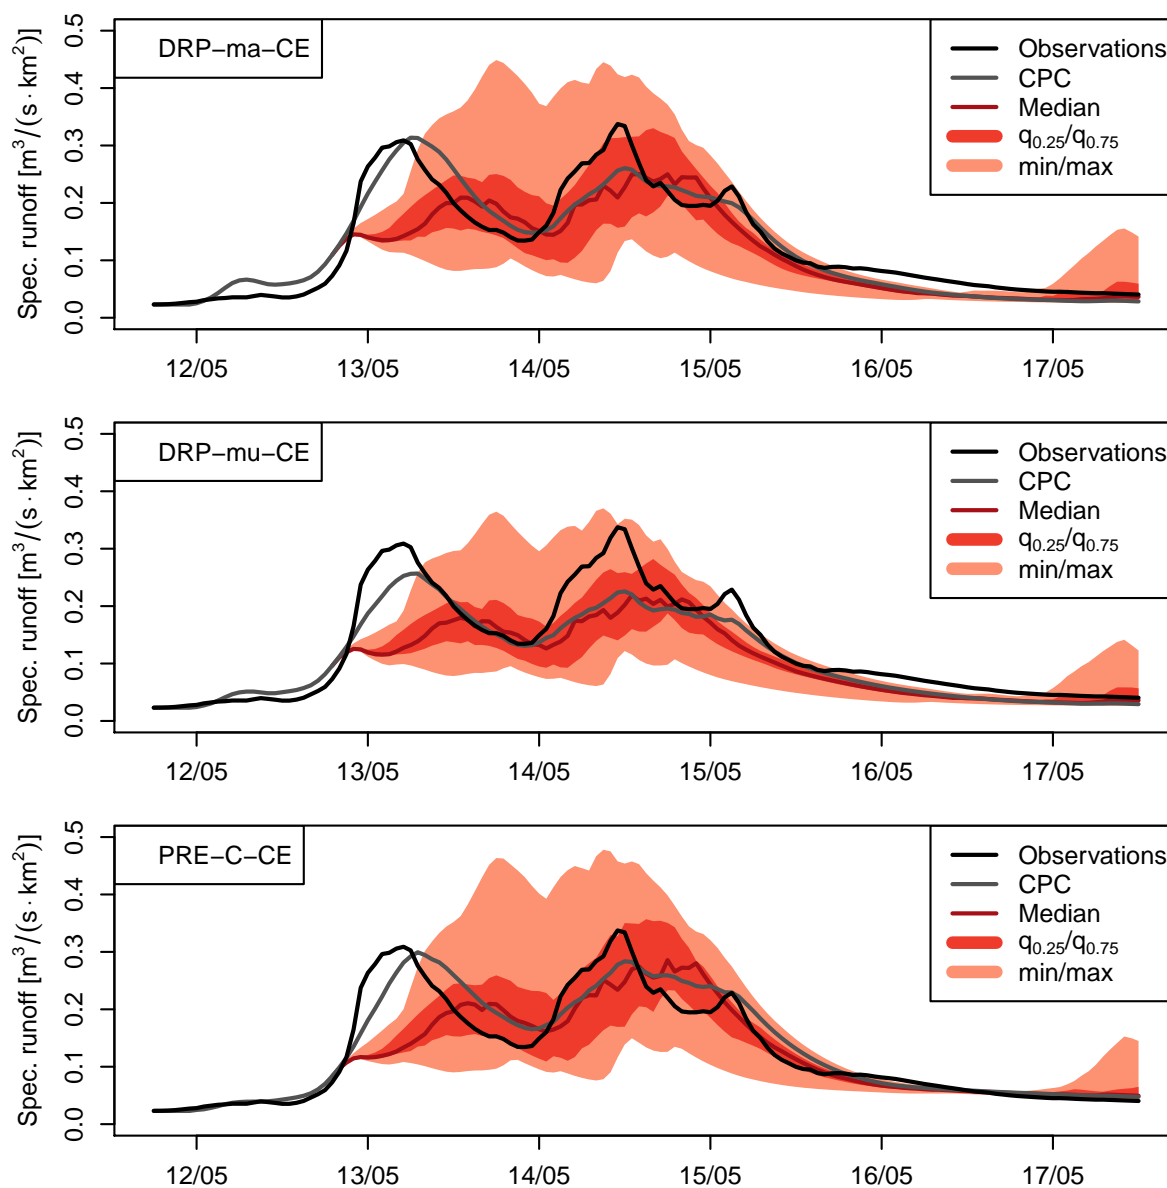 Spec. runoff [m³/(s·km²)]
0.5
0.4
0.3
0.2
0.1
0.0
DRP−ma−CE
Observations
CPC
Median
q0.25/q0.75
min/max
12/05 13/05 14/05 15/05 16/05 17/05
Spec. runoff [m³/(s·km²)]
0.5
0.4
0.3
0.2
0.1
0.0
DRP−mu−CE
Observations
CPC
Median
q0.25/q0.75
min/max
12/05 13/05 14/05 15/05 16/05 17/05
Spec. runoff [m³/(s·km²)]
0.5
0.4
0.3
0.2
0.1
0.0
PRE−C−CE
Observations
CPC
Median
q0.25/q0.75
min/max
12/05 13/05 14/05 15/05 16/05 17/05